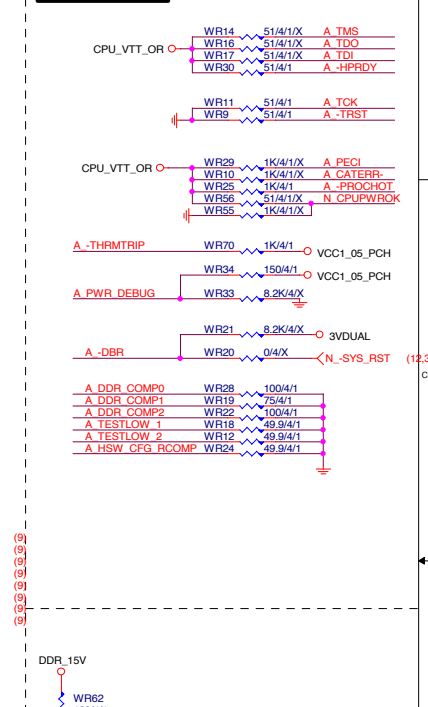 WR14 51/4/1/X A_TMS
CPU_VTT_OR WR16 51/4/1/X A_TDO
WR17 51/4/1/X A_TDI
WR30 51/4/1 A_-HPRDY
WR11 51/4/1 A_TCK
WR9 51/4/1 A_-TRST
CPU_VTT_OR WR29 1K/4/1/X A_PECI
WR10 1K/4/1/X A_CATERR-
WR25 1K/4/1 A_-PROCHOT
WR56 51/4/1/X N_CPUPWROK
WR55 1K/4/1/X
A_-THRMTRIP WR70 1K/4/1 VCC1_05_PCH
WR34 150/4/1 VCC1_05_PCH
A_PWR_DEBUG WR33 8.2K/4/X
WR21 8.2K/4/X 3VDUAL
A_-DBR WR20 0/4/X N_-SYS_RST (12,3
C
A_DDR_COMP0 WR28 100/4/1
A_DDR_COMP1 WR19 75/4/1
A_DDR_COMP2 WR22 100/4/1
A_TESTLOW_1 WR18 49.9/4/1
A_TESTLOW_2 WR12 49.9/4/1
A_HSW_CFG_RCOMP WR24 49.9/4/1
(9)
(9)
(9)
(9)
(9)
(9)
(9)
(9)
DDR_15V
WR62